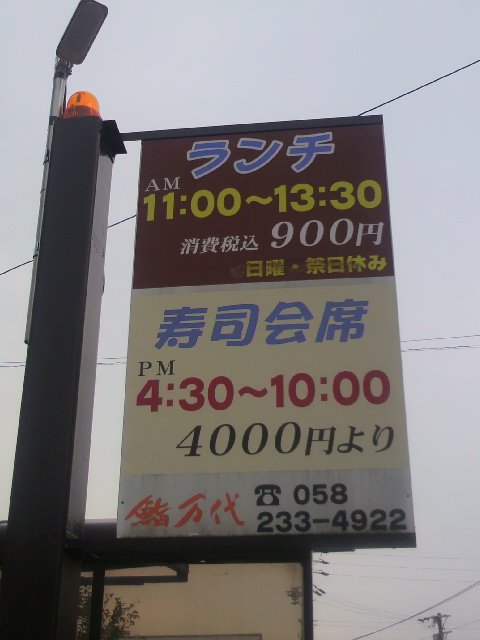 ランチ
AM
11:00〜13:30
消費税込 900円
日曜・祭日休み
寿司会席
PM
4:30〜10:00
4000円より
鮨万代 ☎ 058
233-4922